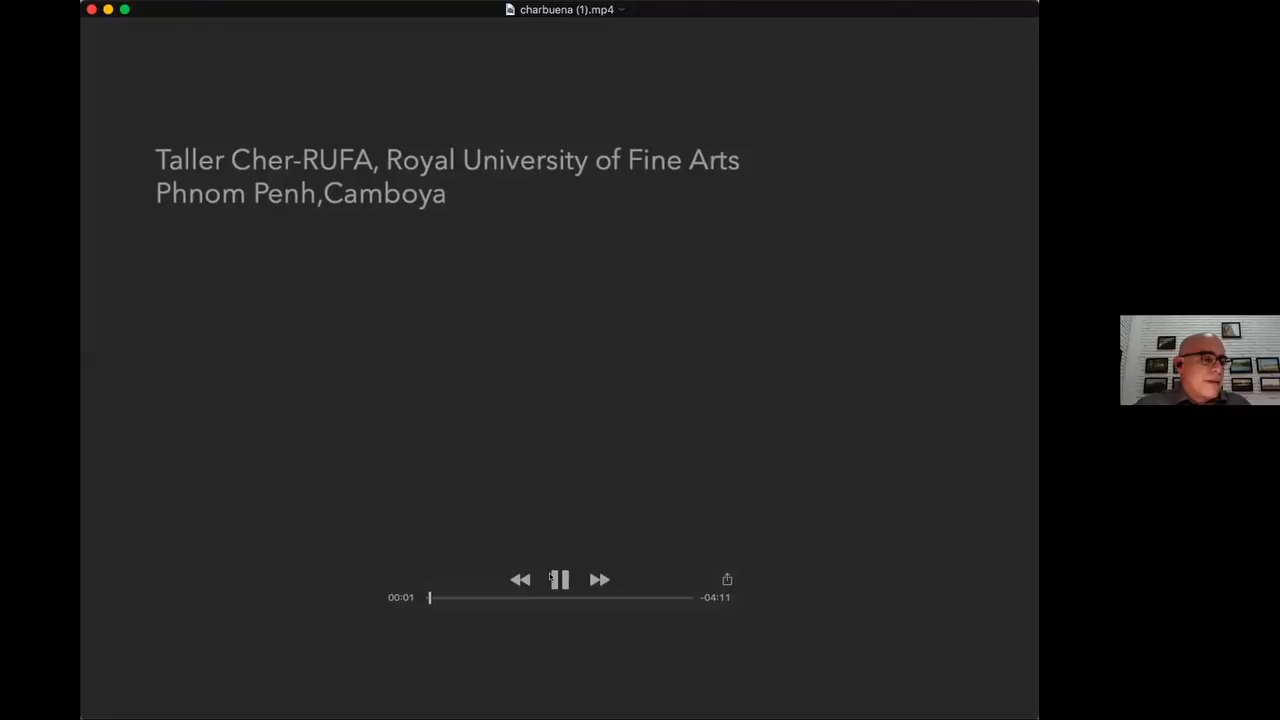 charbuena (1).mp4
Taller Cher-RUFA, Royal University of Fine Arts
Phnom Penh,Camboya
00:01
-04:11